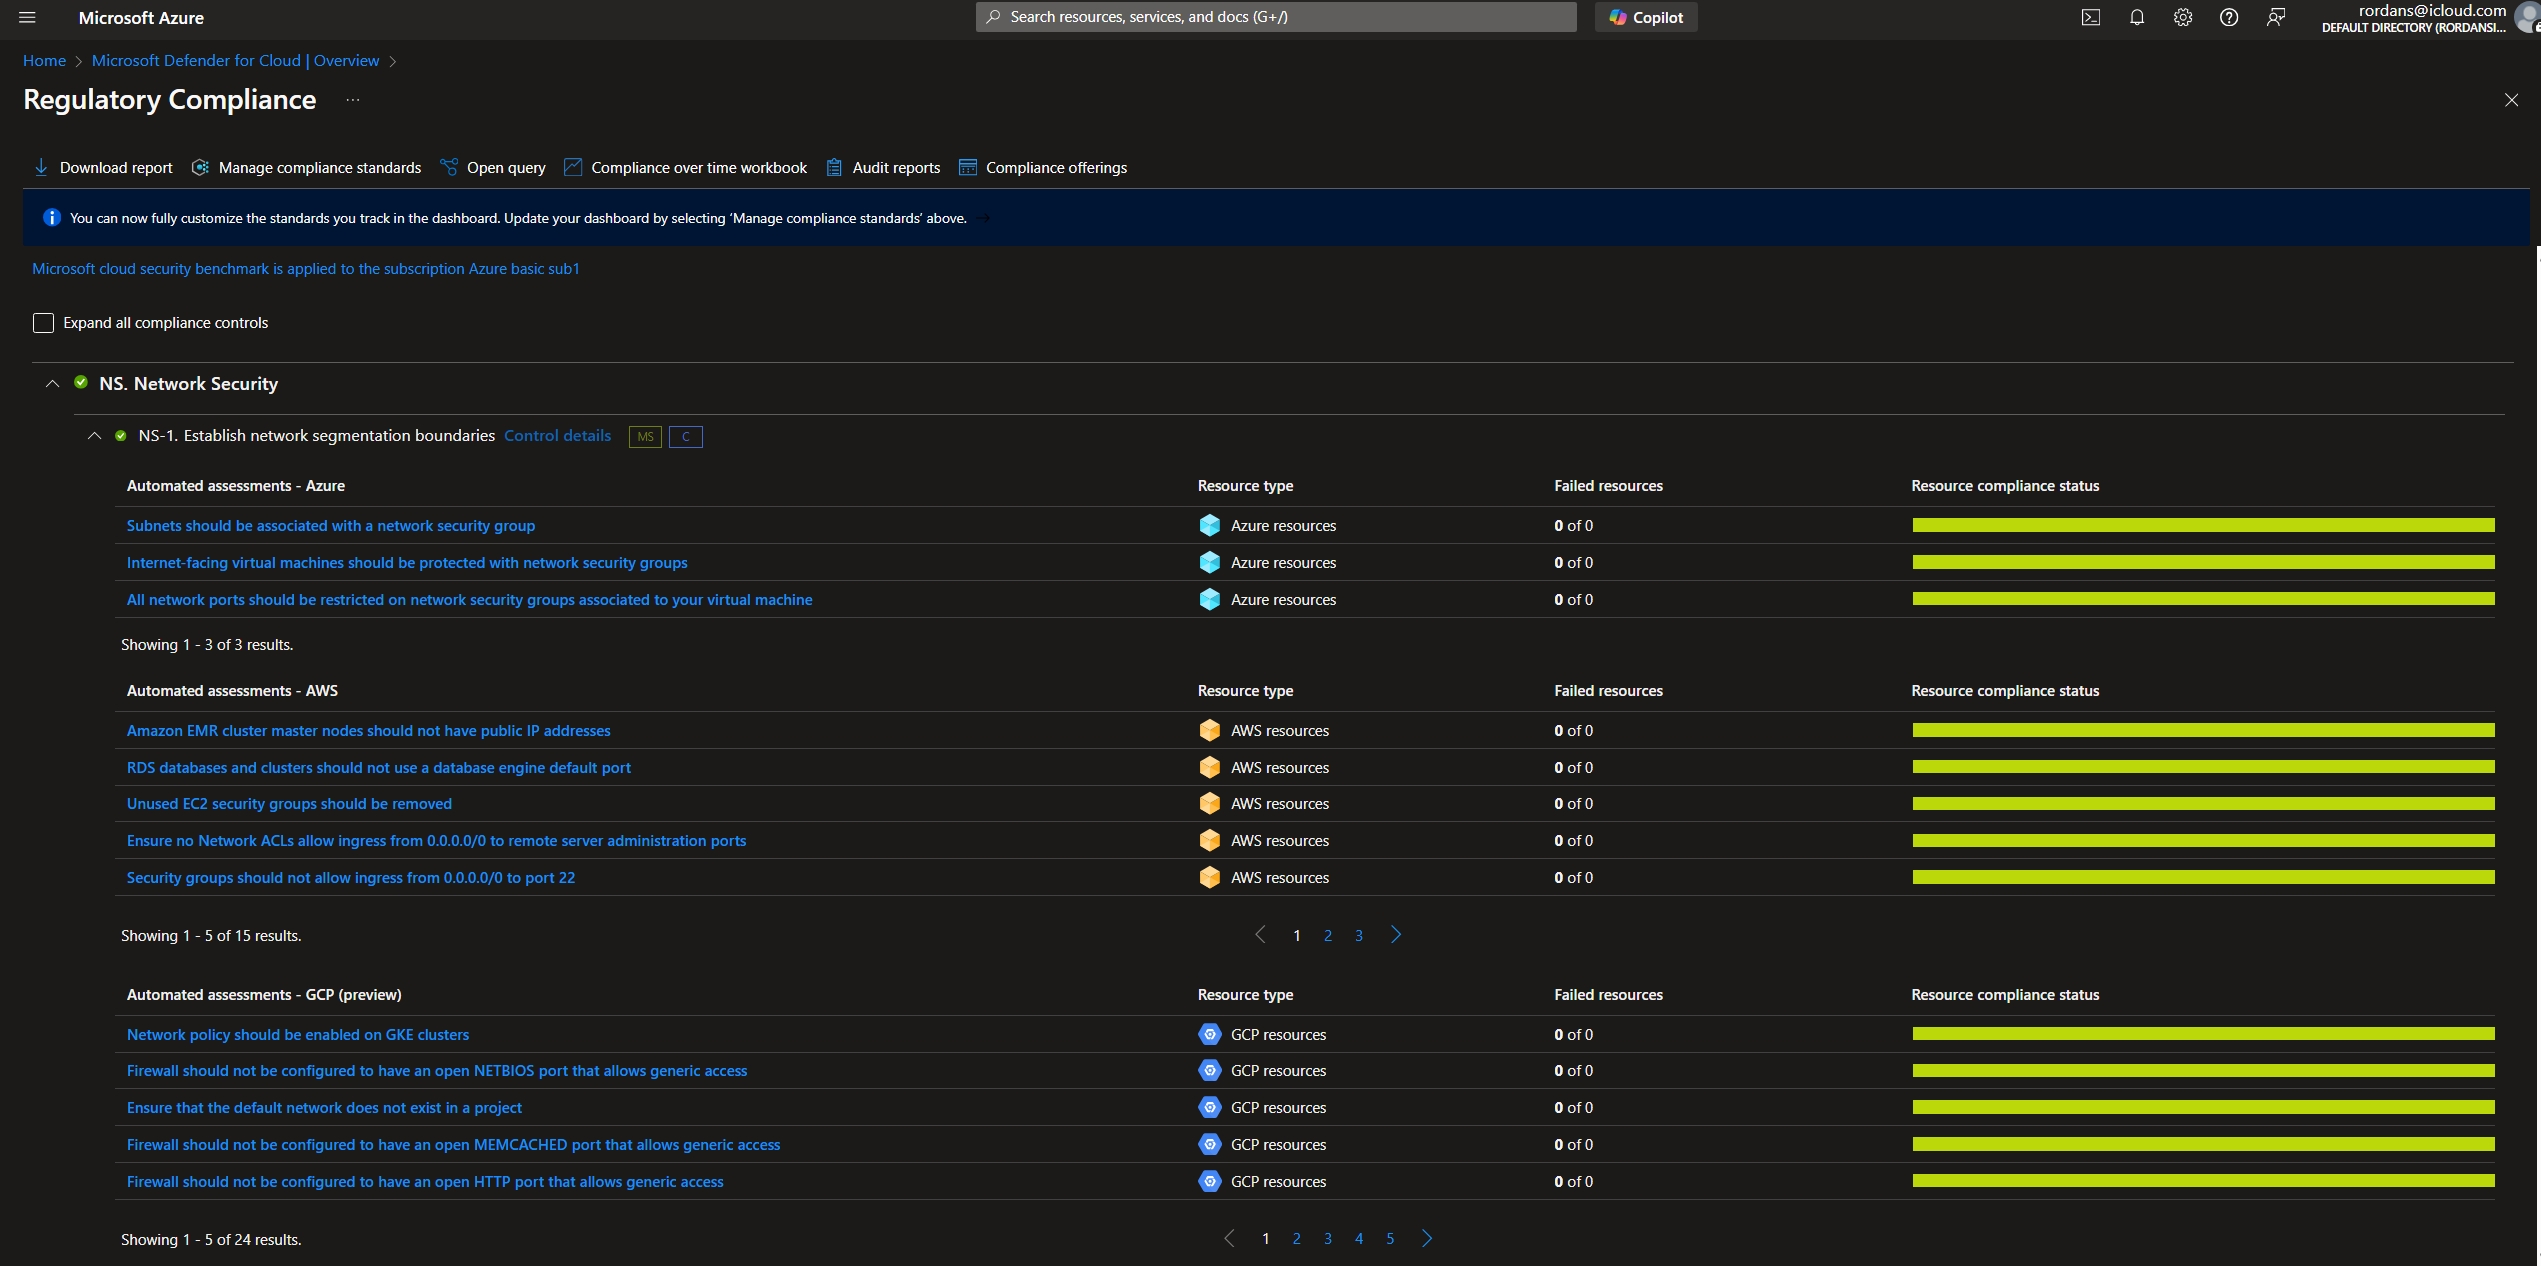 Microsoft Azure
Search resources, services, and docs (G+/)
Copilot
rordans@icloud.com
DEFAULT DIRECTORY (RORDANSI...
Home > Microsoft Defender for Cloud | Overview >
Regulatory Compliance ...
Download report Manage compliance standards Open query Compliance over time workbook Audit reports Compliance offerings
You can now fully customize the standards you track in the dashboard. Update your dashboard by selecting ‘Manage compliance standards’ above. →
Microsoft cloud security benchmark is applied to the subscription Azure basic sub1
Expand all compliance controls
NS. Network Security
NS-1. Establish network segmentation boundaries Control details MS C
Automated assessments - Azure Resource type Failed resources Resource compliance status
Subnets should be associated with a network security group Azure resources 0 of 0
Internet-facing virtual machines should be protected with network security groups Azure resources 0 of 0
All network ports should be restricted on network security groups associated to your virtual machine Azure resources 0 of 0
Showing 1 - 3 of 3 results.
Automated assessments - AWS Resource type Failed resources Resource compliance status
Amazon EMR cluster master nodes should not have public IP addresses AWS resources 0 of 0
RDS databases and clusters should not use a database engine default port AWS resources 0 of 0
Unused EC2 security groups should be removed AWS resources 0 of 0
Ensure no Network ACLs allow ingress from 0.0.0.0/0 to remote server administration ports AWS resources 0 of 0
Security groups should not allow ingress from 0.0.0.0/0 to port 22 AWS resources 0 of 0
Showing 1 - 5 of 15 results. < 1 2 3 >
Automated assessments - GCP (preview) Resource type Failed resources Resource compliance status
Network policy should be enabled on GKE clusters GCP resources 0 of 0
Firewall should not be configured to have an open NETBIOS port that allows generic access GCP resources 0 of 0
Ensure that the default network does not exist in a project GCP resources 0 of 0
Firewall should not be configured to have an open MEMCACHED port that allows generic access GCP resources 0 of 0
Firewall should not be configured to have an open HTTP port that allows generic access GCP resources 0 of 0
Showing 1 - 5 of 24 results. < 1 2 3 4 5 >